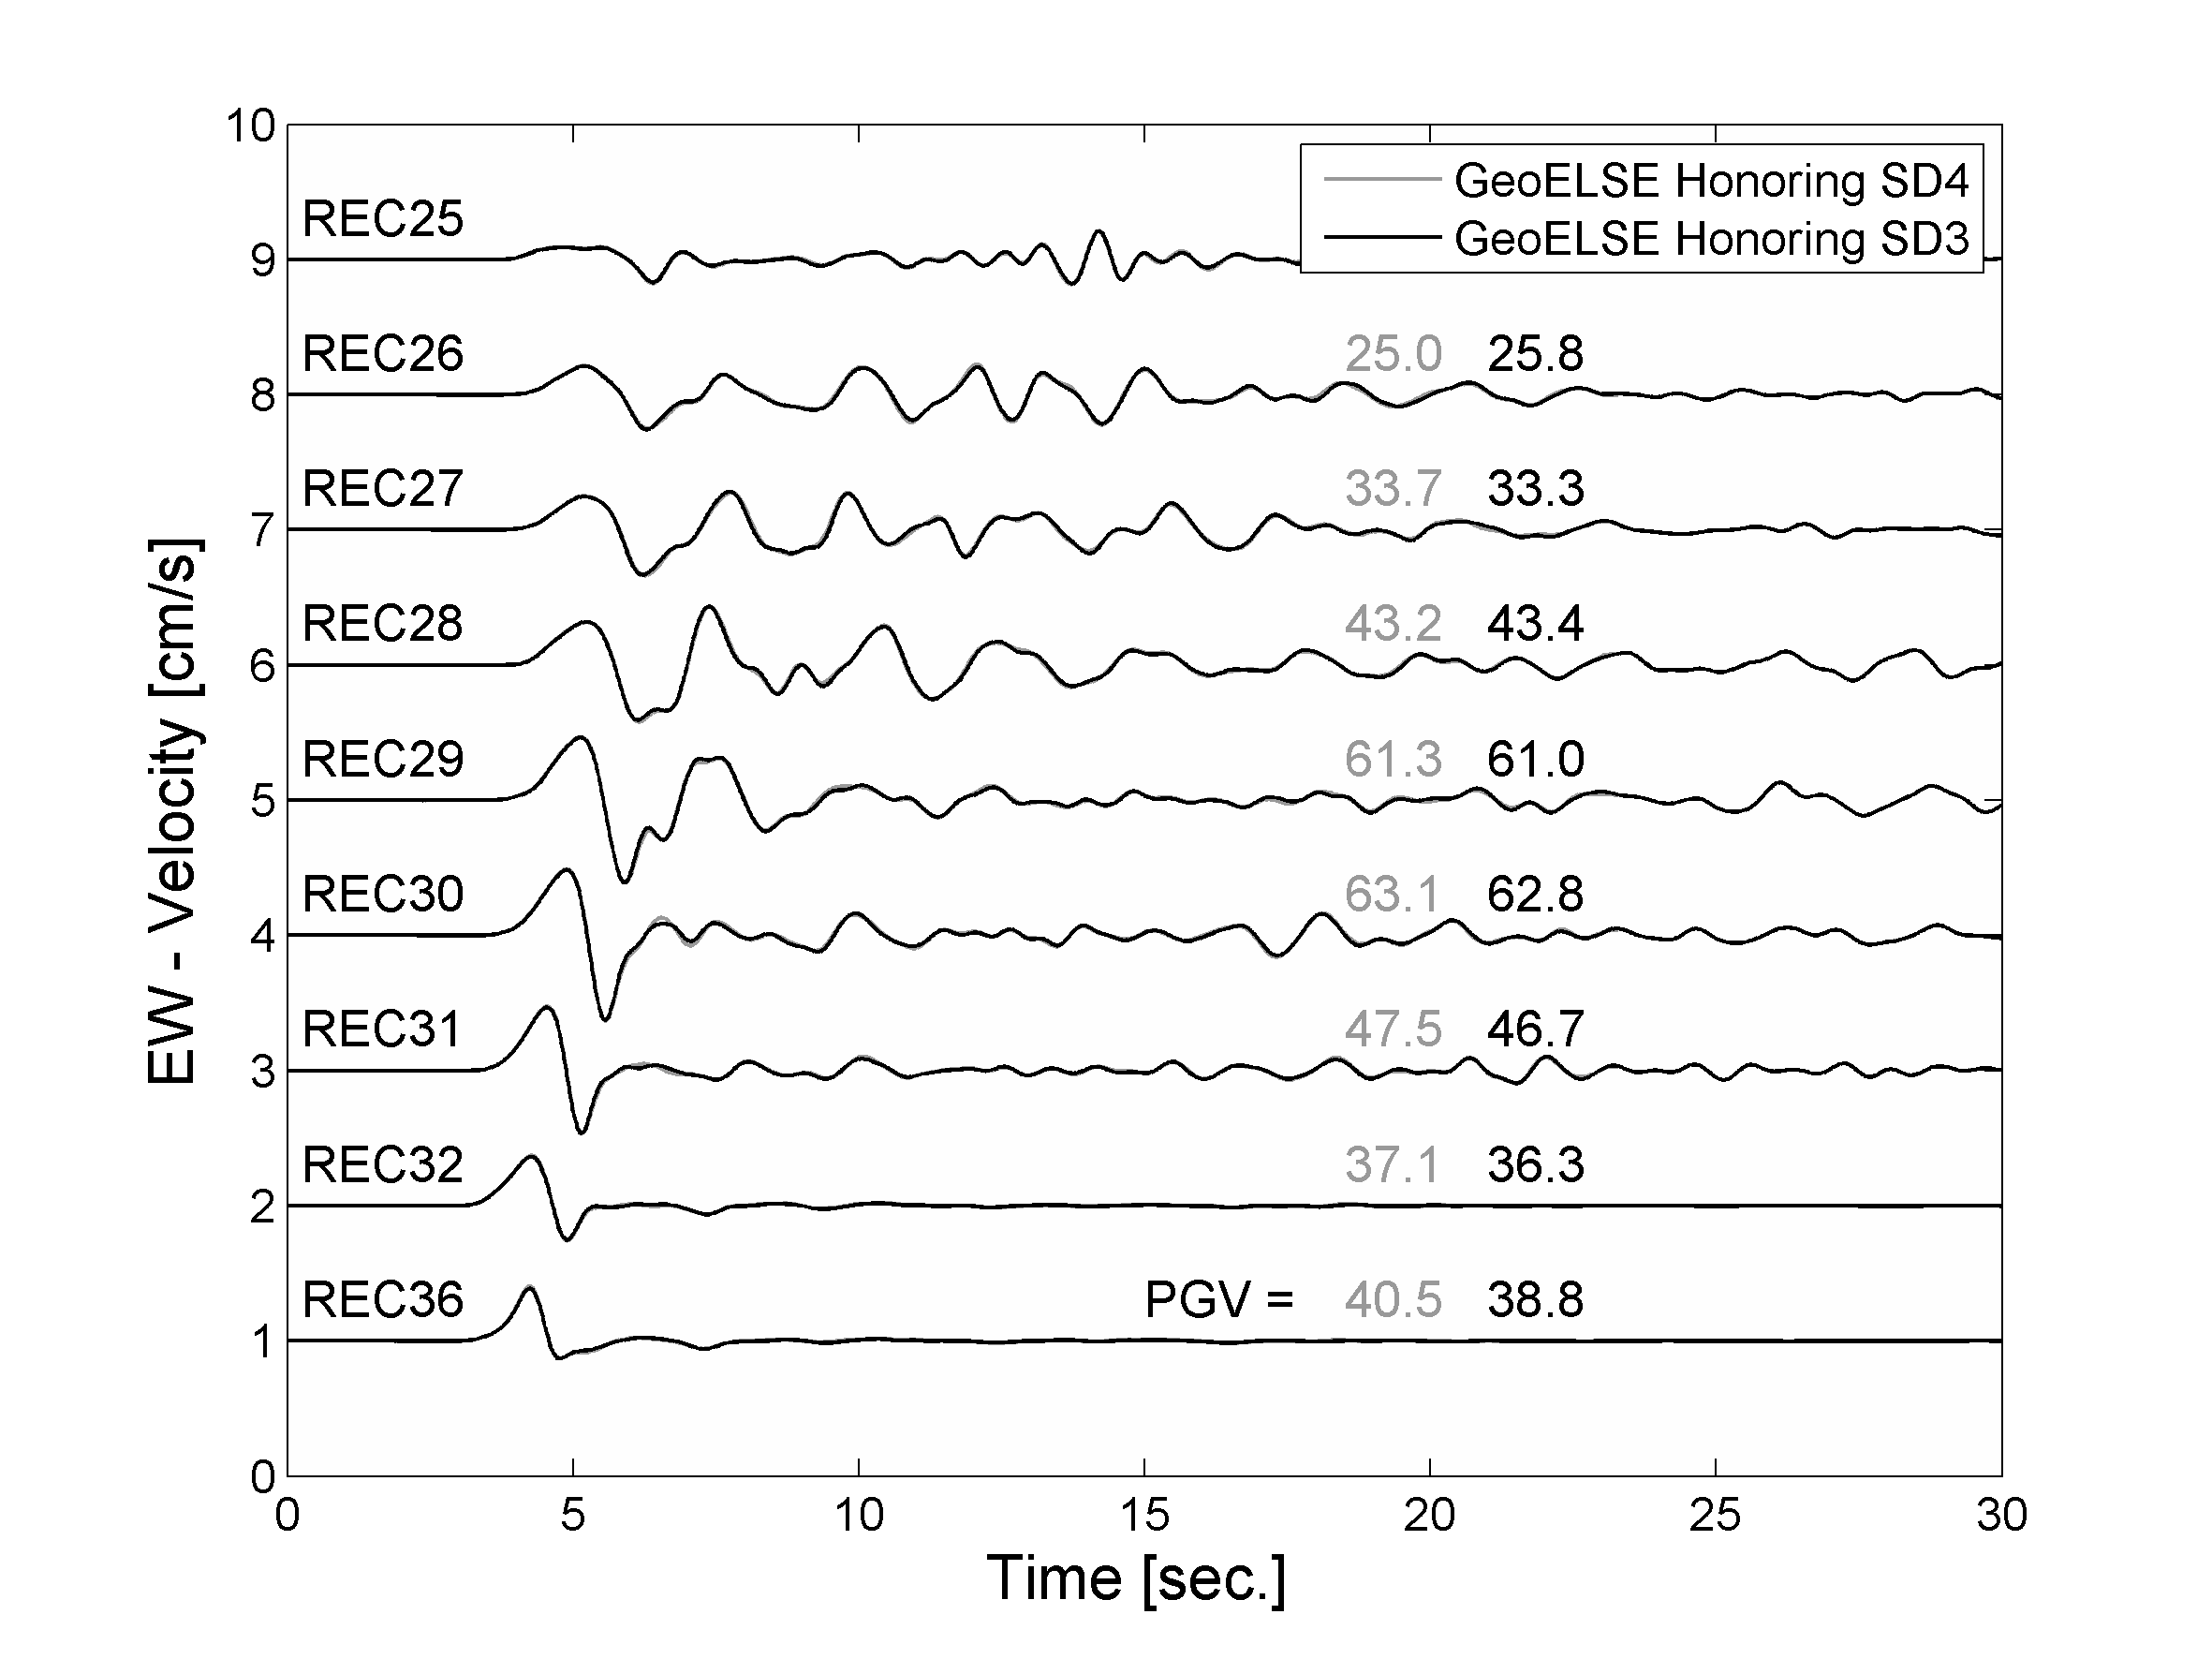 10
GeoELSE Honoring SD4
GeoELSE Honoring SD3
REC25
9
REC26 25.0 25.8
8
REC27 33.7 33.3
7
REC28 43.2 43.4
6
REC29 61.3 61.0
5
REC30 63.1 62.8
4
REC31 47.5 46.7
3
REC32 37.1 36.3
2
REC36 PGV = 40.5 38.8
1
0
EW - Velocity [cm/s]
0 5 10 15 20 25 30
Time [sec.]